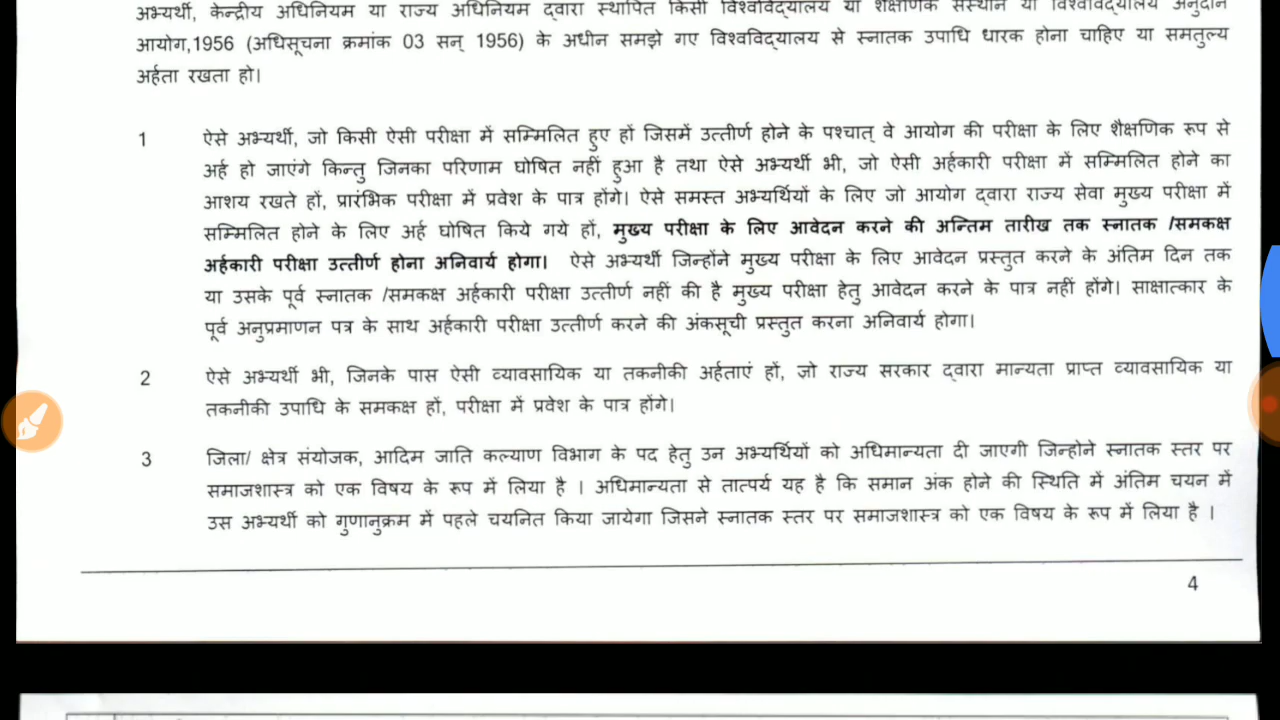 अभ्यर्थी, केन्द्रीय अधिनियम या राज्य अधिनियम द्वारा स्थापित किसी विश्वविद्यालय या शैक्षणिक संस्थान या विश्वविद्यालय अनुदान
आयोग,1956 (अधिसूचना क्रमांक 03 सन् 1956) के अधीन समझे गए विश्वविद्यालय से स्नातक उपाधि धारक होना चाहिए या समतुल्य
अर्हता रखता हो।
1 ऐसे अभ्यर्थी, जो किसी ऐसी परीक्षा में सम्मिलित हुए हों जिसमें उत्तीर्ण होने के पश्चात् वे आयोग की परीक्षा के लिए शैक्षणिक रूप से
अर्ह हो जाएंगे किन्तु जिनका परिणाम घोषित नहीं हुआ है तथा ऐसे अभ्यर्थी भी, जो ऐसी अर्हकारी परीक्षा में सम्मिलित होने का
आशय रखते हों, प्रारंभिक परीक्षा में प्रवेश के पात्र होंगे। ऐसे समस्त अभ्यर्थियों के लिए जो आयोग द्वारा राज्य सेवा मुख्य परीक्षा में
सम्मिलित होने के लिए अर्ह घोषित किये गये हों, मुख्य परीक्षा के लिए आवेदन करने की अन्तिम तारीख तक स्नातक /समकक्ष
अर्हकारी परीक्षा उत्तीर्ण होना अनिवार्य होगा। ऐसे अभ्यर्थी जिन्होंने मुख्य परीक्षा के लिए आवेदन प्रस्तुत करने के अंतिम दिन तक
या उसके पूर्व स्नातक /समकक्ष अर्हकारी परीक्षा उत्तीर्ण नहीं की है मुख्य परीक्षा हेतु आवेदन करने के पात्र नहीं होंगे। साक्षात्कार के
पूर्व अनुप्रमाणन पत्र के साथ अर्हकारी परीक्षा उत्तीर्ण करने की अंकसूची प्रस्तुत करना अनिवार्य होगा।
2 ऐसे अभ्यर्थी भी, जिनके पास ऐसी व्यावसायिक या तकनीकी अर्हताएं हों, जो राज्य सरकार द्वारा मान्यता प्राप्त व्यावसायिक या
तकनीकी उपाधि के समकक्ष हों, परीक्षा में प्रवेश के पात्र होंगे।
3 जिला/ क्षेत्र संयोजक, आदिम जाति कल्याण विभाग के पद हेतु उन अभ्यर्थियों को अधिमान्यता दी जाएगी जिन्होने स्नातक स्तर पर
समाजशास्त्र को एक विषय के रूप में लिया है । अधिमान्यता से तात्पर्य यह है कि समान अंक होने की स्थिति में अंतिम चयन में
उस अभ्यर्थी को गुणानुक्रम में पहले चयनित किया जायेगा जिसने स्नातक स्तर पर समाजशास्त्र को एक विषय के रूप में लिया है ।
4